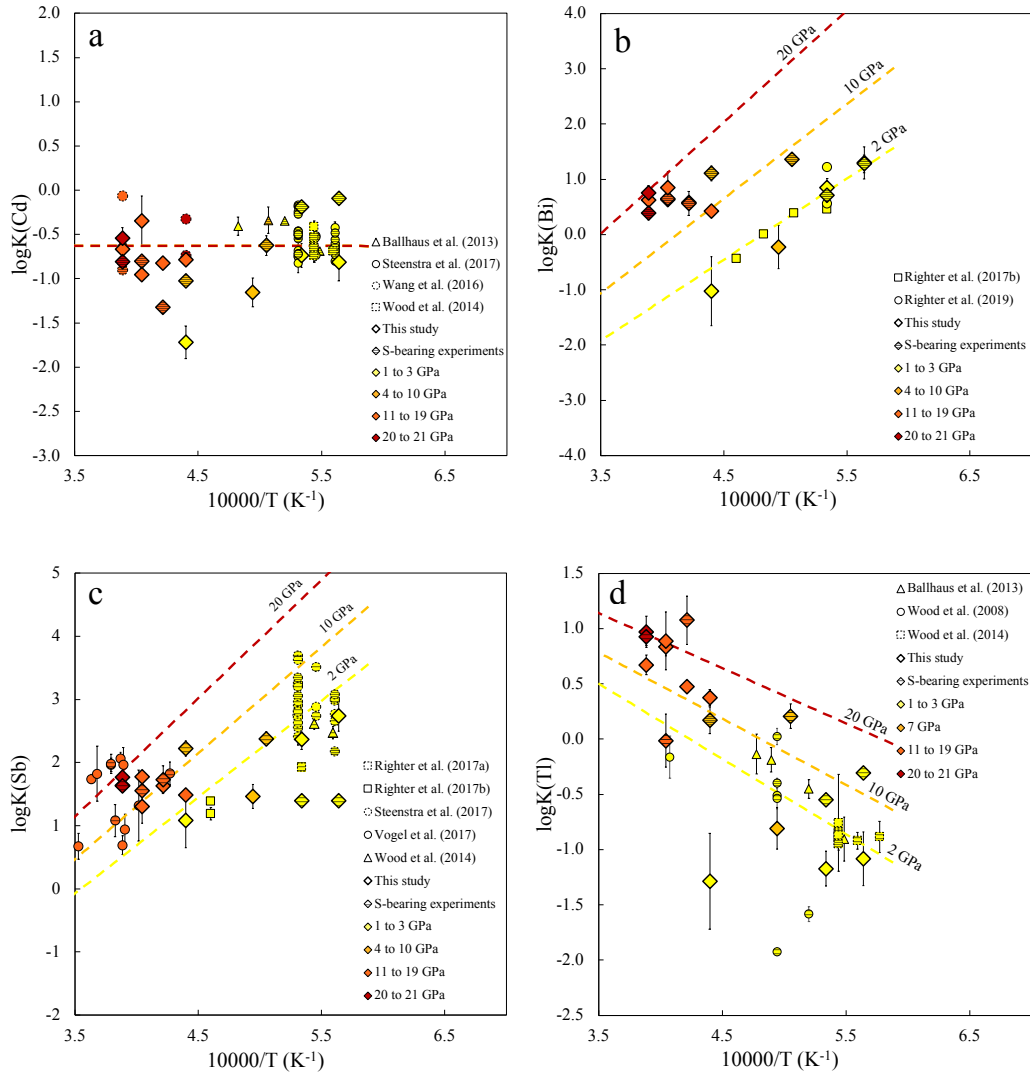 a
2.0
1.5
1.0
0.5
0.0
-0.5
-1.0
-1.5
-2.0
-2.5
-3.0
logK(Cd)
3.5
4.5
5.5
6.5
10000/T (K-1)
Ballhaus et al. (2013)
Steenstra et al. (2017)
Wang et al. (2016)
Wood et al. (2014)
This study
S-bearing experiments
1 to 3 GPa
4 to 10 GPa
11 to 19 GPa
20 to 21 GPa
b
4.0
3.0
2.0
1.0
0.0
-1.0
-2.0
-3.0
-4.0
logK(Bi)
20 GPa
10 GPa
2 GPa
3.5
4.5
5.5
6.5
10000/T (K-1)
Righter et al. (2017b)
Righter et al. (2019)
This study
S-bearing experiments
1 to 3 GPa
4 to 10 GPa
11 to 19 GPa
20 to 21 GPa
c
5
4
3
2
1
0
-1
-2
logK(Sb)
20 GPa
10 GPa
2 GPa
3.5
4.5
5.5
6.5
10000/T (K-1)
Righter et al. (2017a)
Righter et al. (2017b)
Steenstra et al. (2017)
Vogel et al. (2017)
Wood et al. (2014)
This study
S-bearing experiments
1 to 3 GPa
4 to 10 GPa
11 to 19 GPa
20 to 21 GPa
d
1.5
1.0
0.5
0.0
-0.5
-1.0
-1.5
-2.0
-2.5
logK(Tl)
20 GPa
10 GPa
2 GPa
3.5
4.5
5.5
6.5
10000/T (K-1)
Ballhaus et al. (2013)
Wood et al. (2008)
Wood et al. (2014)
This study
S-bearing experiments
1 to 3 GPa
7 GPa
11 to 19 GPa
20 to 21 GPa